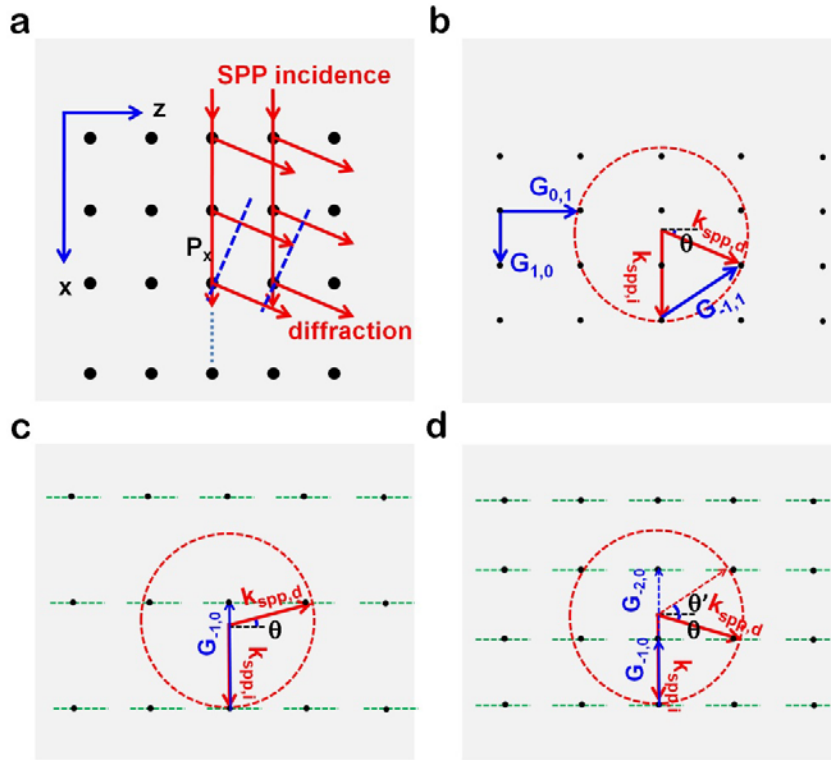 a
SPP incidence
z
Pₓ
x
diffraction
b
G₀,₁
G₁,₀
kspp,d
θ
kspp,i
G-1,1
c
kspp,d
G-1,0
θ
kspp,i
d
G-2,0
θ'
kspp,d
θ
G-1,0
kspp,i